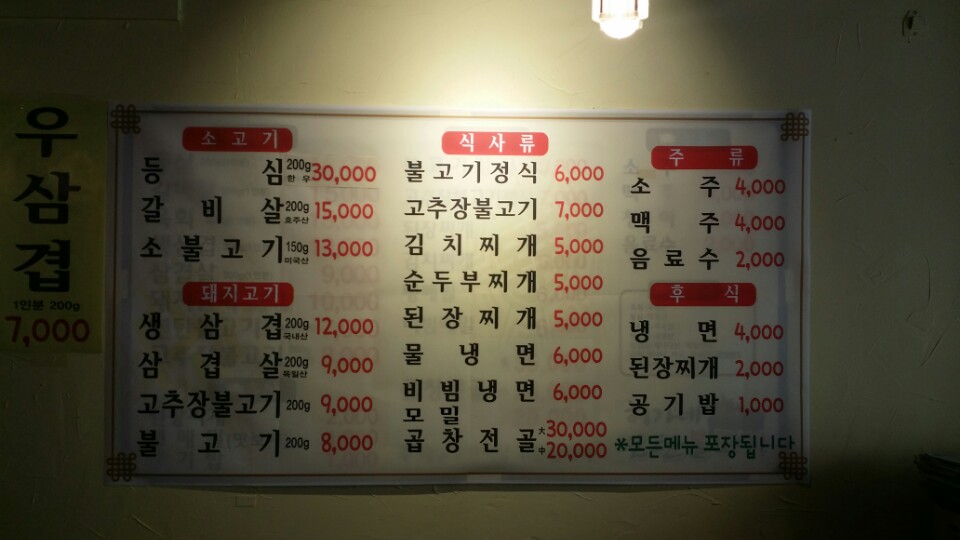 우삼겹
1인분 200g
7,000
소고기
등심 200g 한우 30,000
갈비살 200g 호주산 15,000
소불고기 150g 미국산 13,000
돼지고기
생삼겹 200g 국내산 12,000
삼겹살 200g 독일산 9,000
고추장불고기 200g 9,000
불고기 200g 8,000
식사류
불고기정식 6,000
고추장불고기 7,000
김치찌개 5,000
순두부찌개 5,000
된장찌개 5,000
물냉면 6,000
비빔냉면 6,000
모밀
곱창전골 大 30,000
中 20,000
주류
소주 4,000
맥주 4,000
음료수 2,000
후식
냉면 4,000
된장찌개 2,000
공기밥 1,000
*모든메뉴 포장됩니다